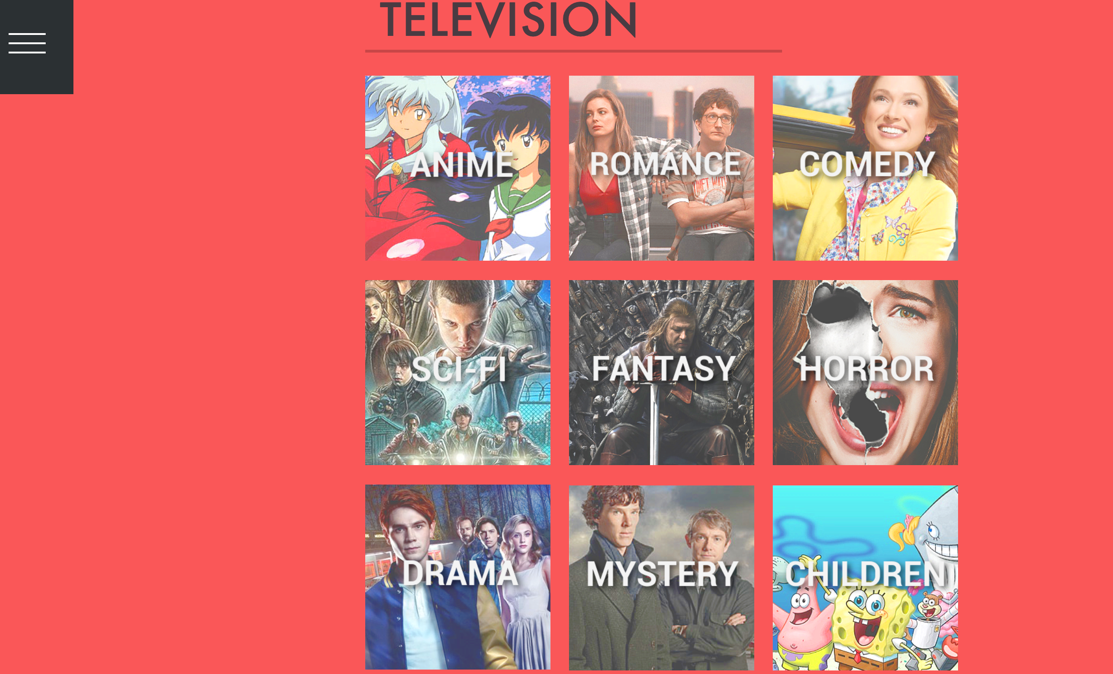 TELEVISION
ANIME
ROMANCE
COMEDY
SCI-FI
FANTASY
HORROR
DRAMA
MYSTERY
CHILDREN